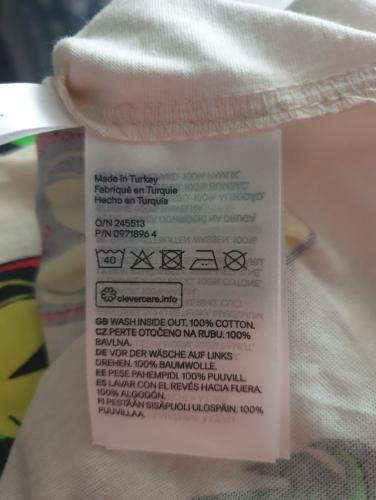 Made in Turkey
Fabriqué en Turquie
Hecho en Turquía
O/N 245513
P/N 0971896 4
40
clevercare.info
GB WASH INSIDE OUT. 100% COTTON.
CZ PERTE OTOČENO NA RUBU. 100%
BAVLNA.
DE VOR DER WÄSCHE AUF LINKS
DREHEN. 100% BAUMWOLLE.
EE PESE PAHEMPIDI. 100% PUUVILL.
ES LAVAR CON EL REVÉS HACIA FUERA.
100% ALGODÓN.
FI PESTÄÄN SISÄPUOLI ULOSPÄIN. 100%
PUUVILLAA.